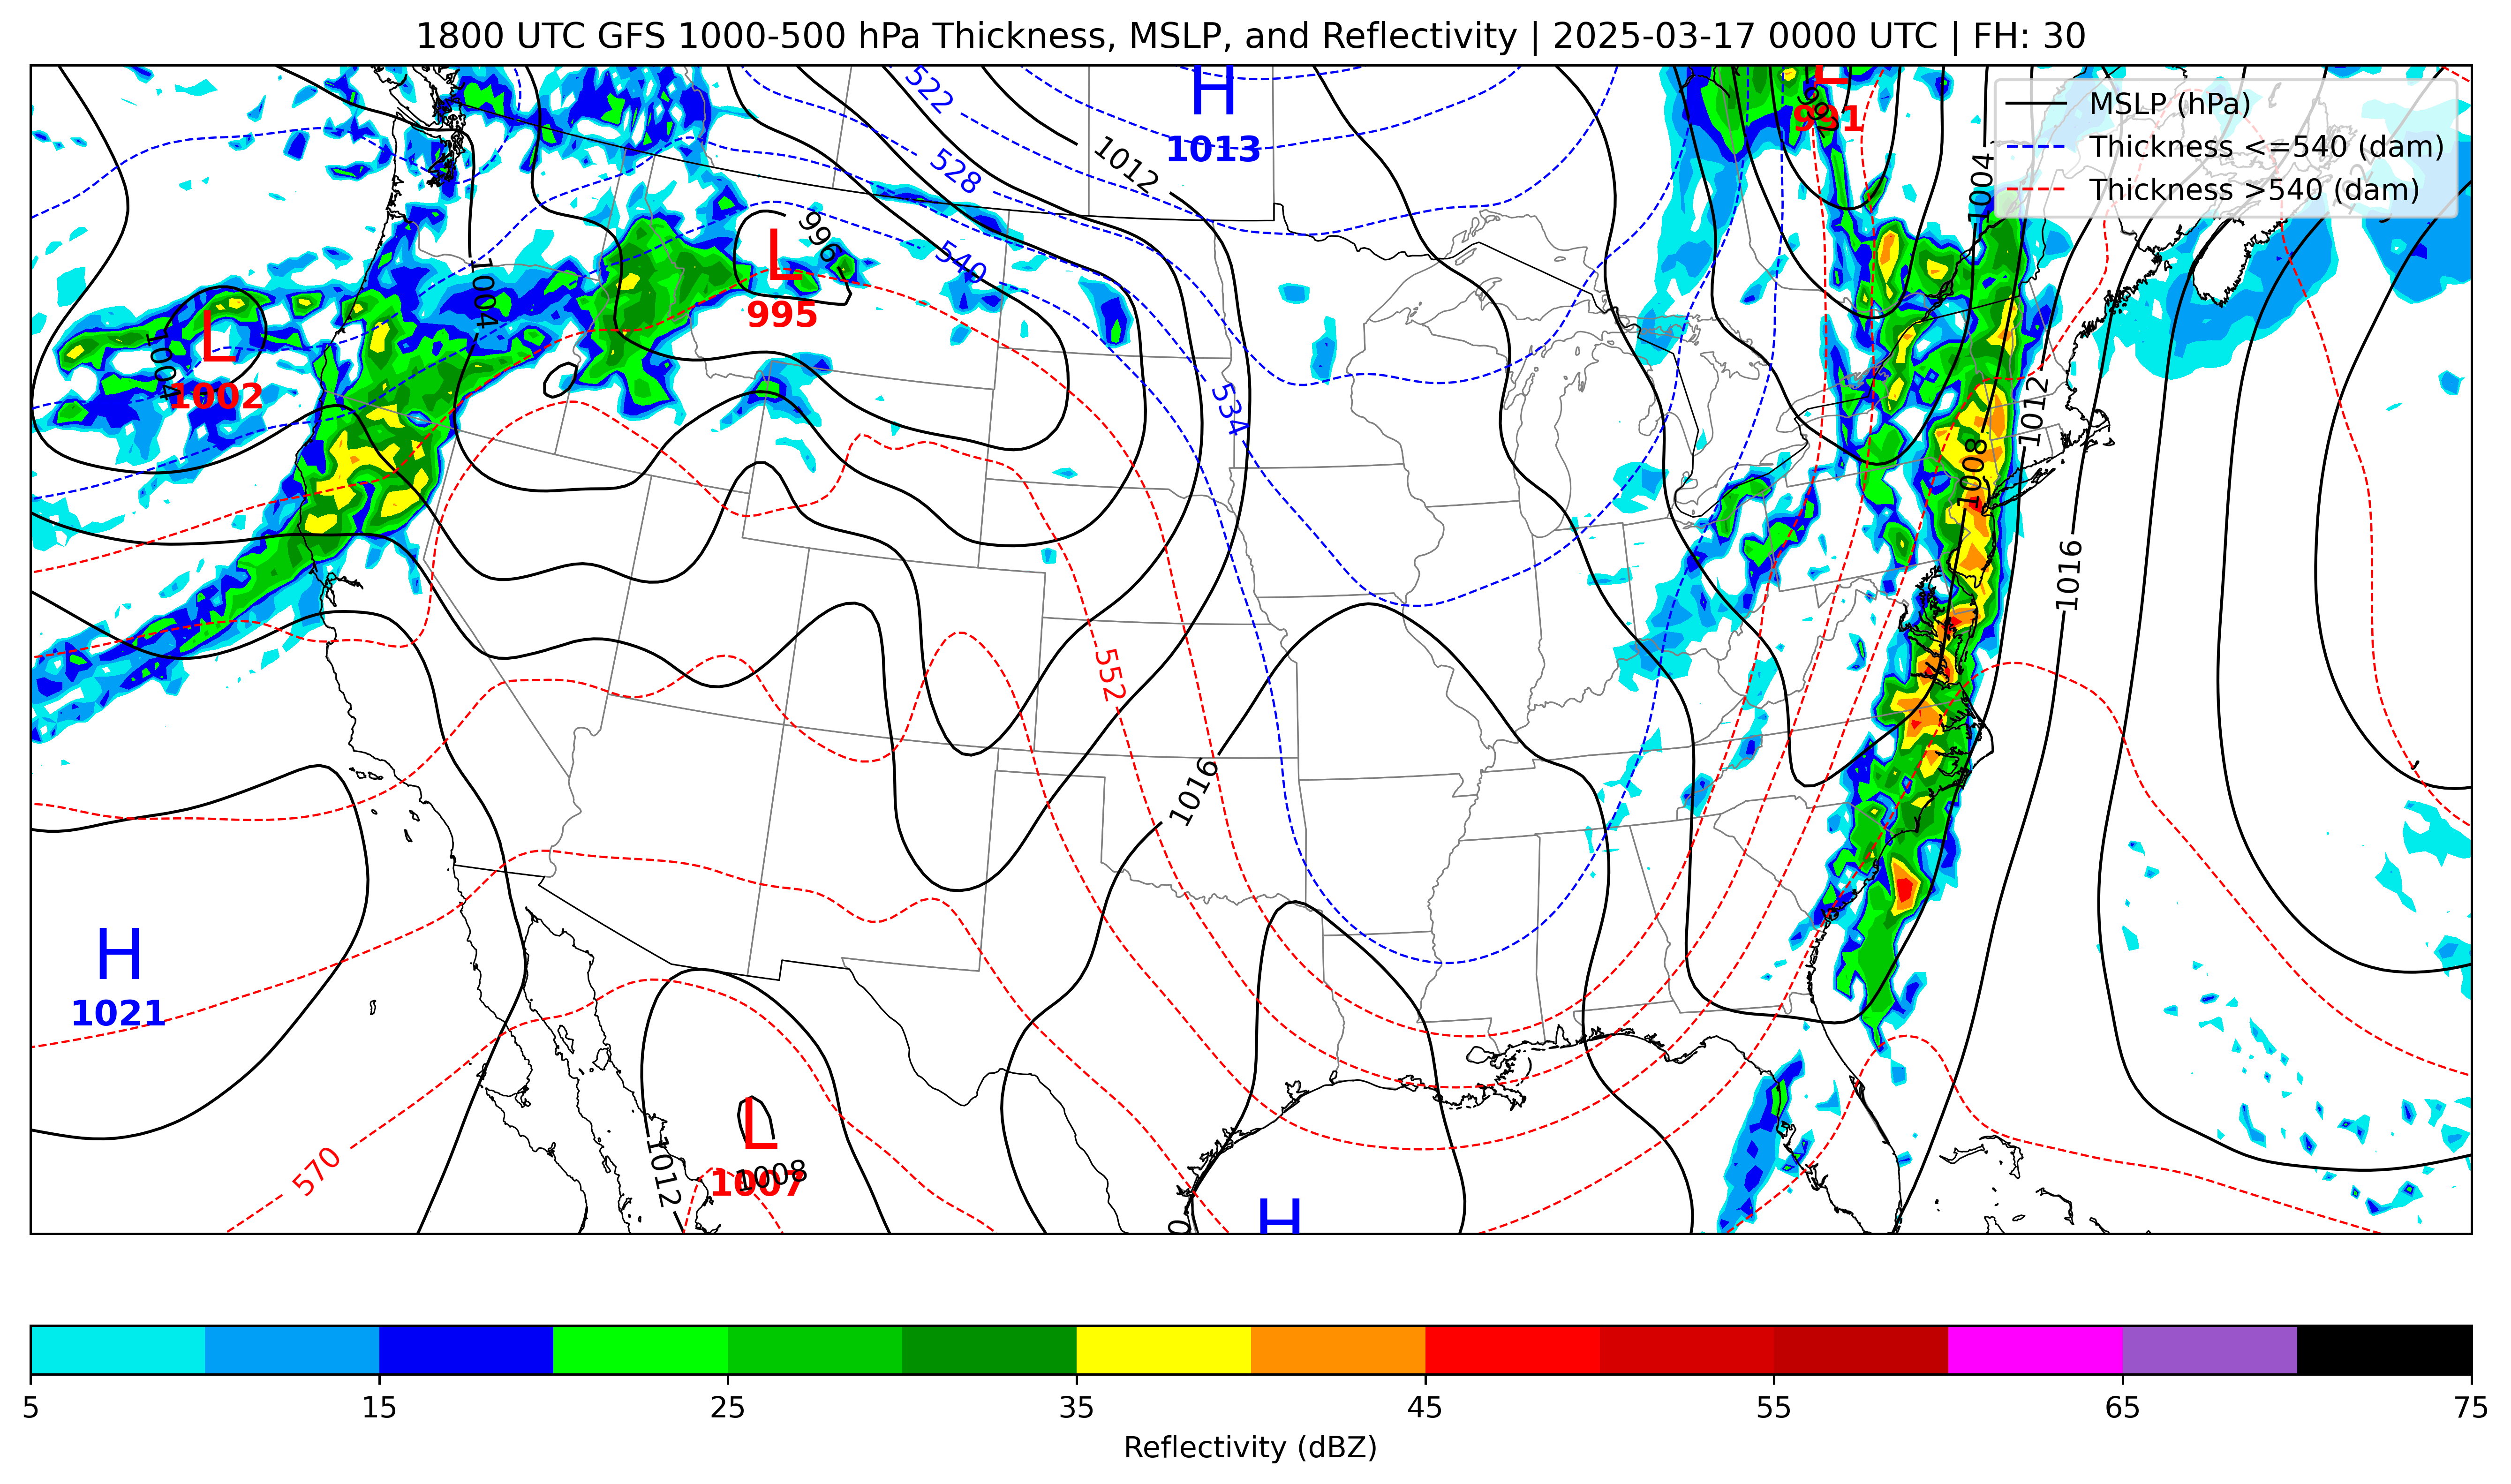 1800 UTC GFS 1000-500 hPa Thickness, MSLP, and Reflectivity | 2025-03-17 0000 UTC | FH: 30
MSLP (hPa)
Thickness <=540 (dam)
Thickness >540 (dam)
522
H
1013
L
992
991
528
1012
1004
996
L
995
540
1004
L
1004
1002
534
1012
1008
1016
552
1016
H
1021
L
1008
1007
570
1012
H
5
15
25
35
45
55
65
75
Reflectivity (dBZ)